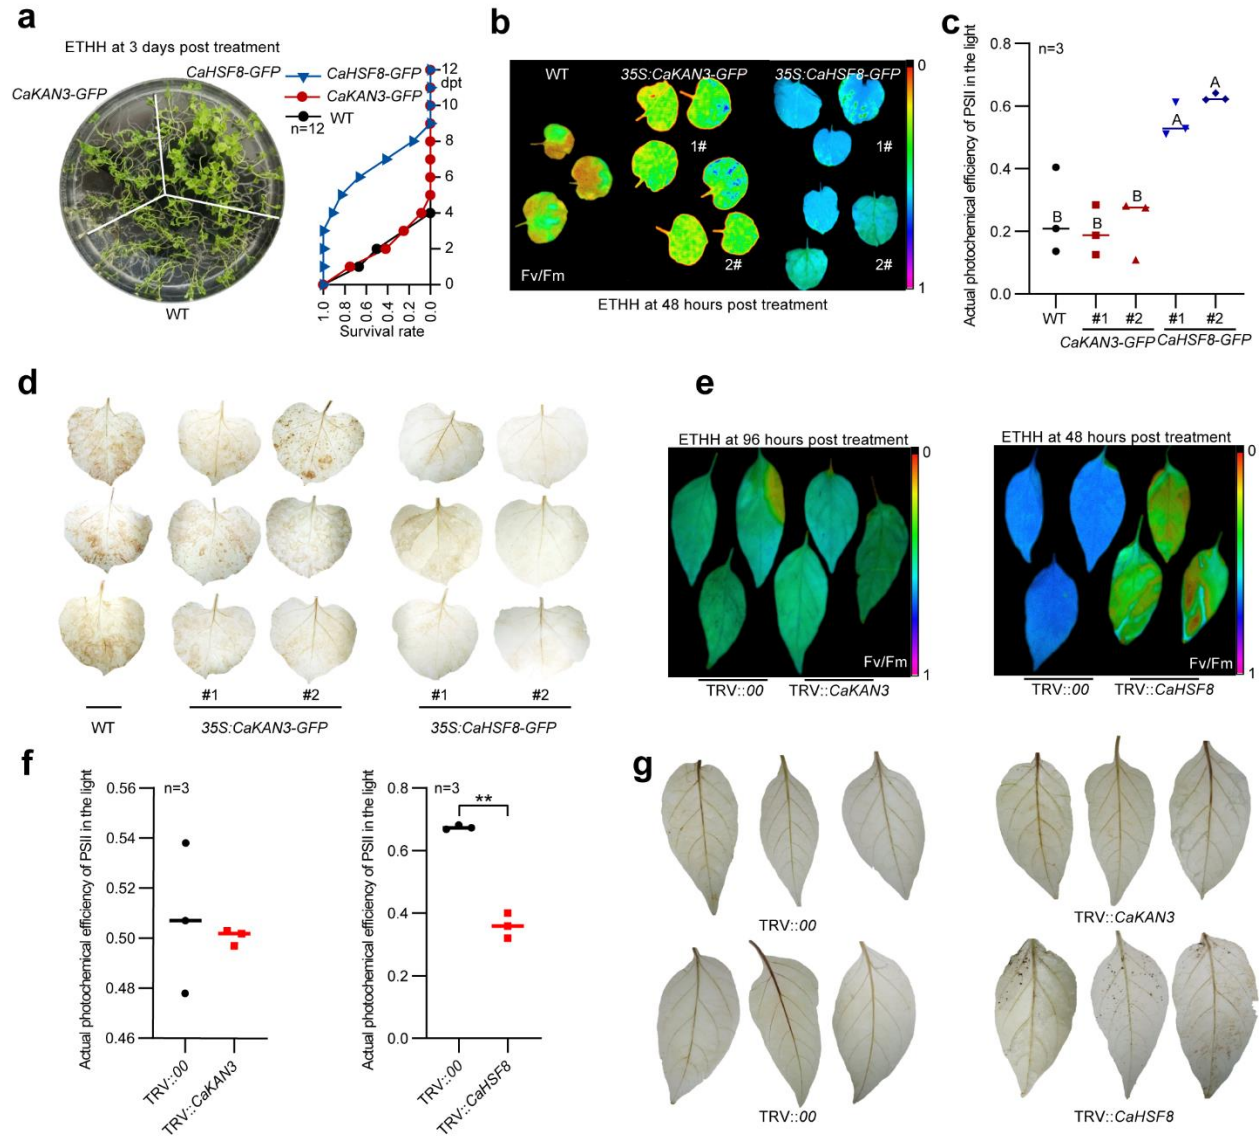 a
ETHH at 3 days post treatment
CaHSF8-GFP
CaKAN3-GFP
WT
CaHSF8-GFP
CaKAN3-GFP
WT
n=12
12
dpt
10
8
6
4
2
0
1.0
0.8
0.6
0.4
0.2
0.0
Survival rate
b
WT
35S:CaKAN3-GFP
35S:CaHSF8-GFP
1#
1#
2#
2#
Fv/Fm
0
1
ETHH at 48 hours post treatment
c
Actual photochemical efficiency of PSII in the light
n=3
0.8
0.6
0.4
0.2
0.0
B
B
B
A
A
WT
#1
#2
#1
#2
CaKAN3-GFP
CaHSF8-GFP
d
#1
#2
#1
#2
WT
35S:CaKAN3-GFP
35S:CaHSF8-GFP
e
ETHH at 96 hours post treatment
0
Fv/Fm
1
TRV::00
TRV::CaKAN3
ETHH at 48 hours post treatment
0
Fv/Fm
1
TRV::00
TRV::CaHSF8
f
Actual photochemical efficiency of PSII in the light
n=3
0.56
0.54
0.52
0.50
0.48
0.46
TRV::00
TRV::CaKAN3
Actual photochemical efficiency of PSII in the light
n=3
**
0.8
0.6
0.4
0.2
0.0
TRV::00
TRV::CaHSF8
g
TRV::00
TRV::CaKAN3
TRV::00
TRV::CaHSF8